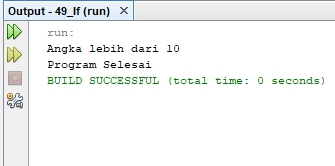 Output - 49_If (run)
run:
Angka lebih dari 10
Program Selesai
BUILD SUCCESSFUL (total time: 0 seconds)